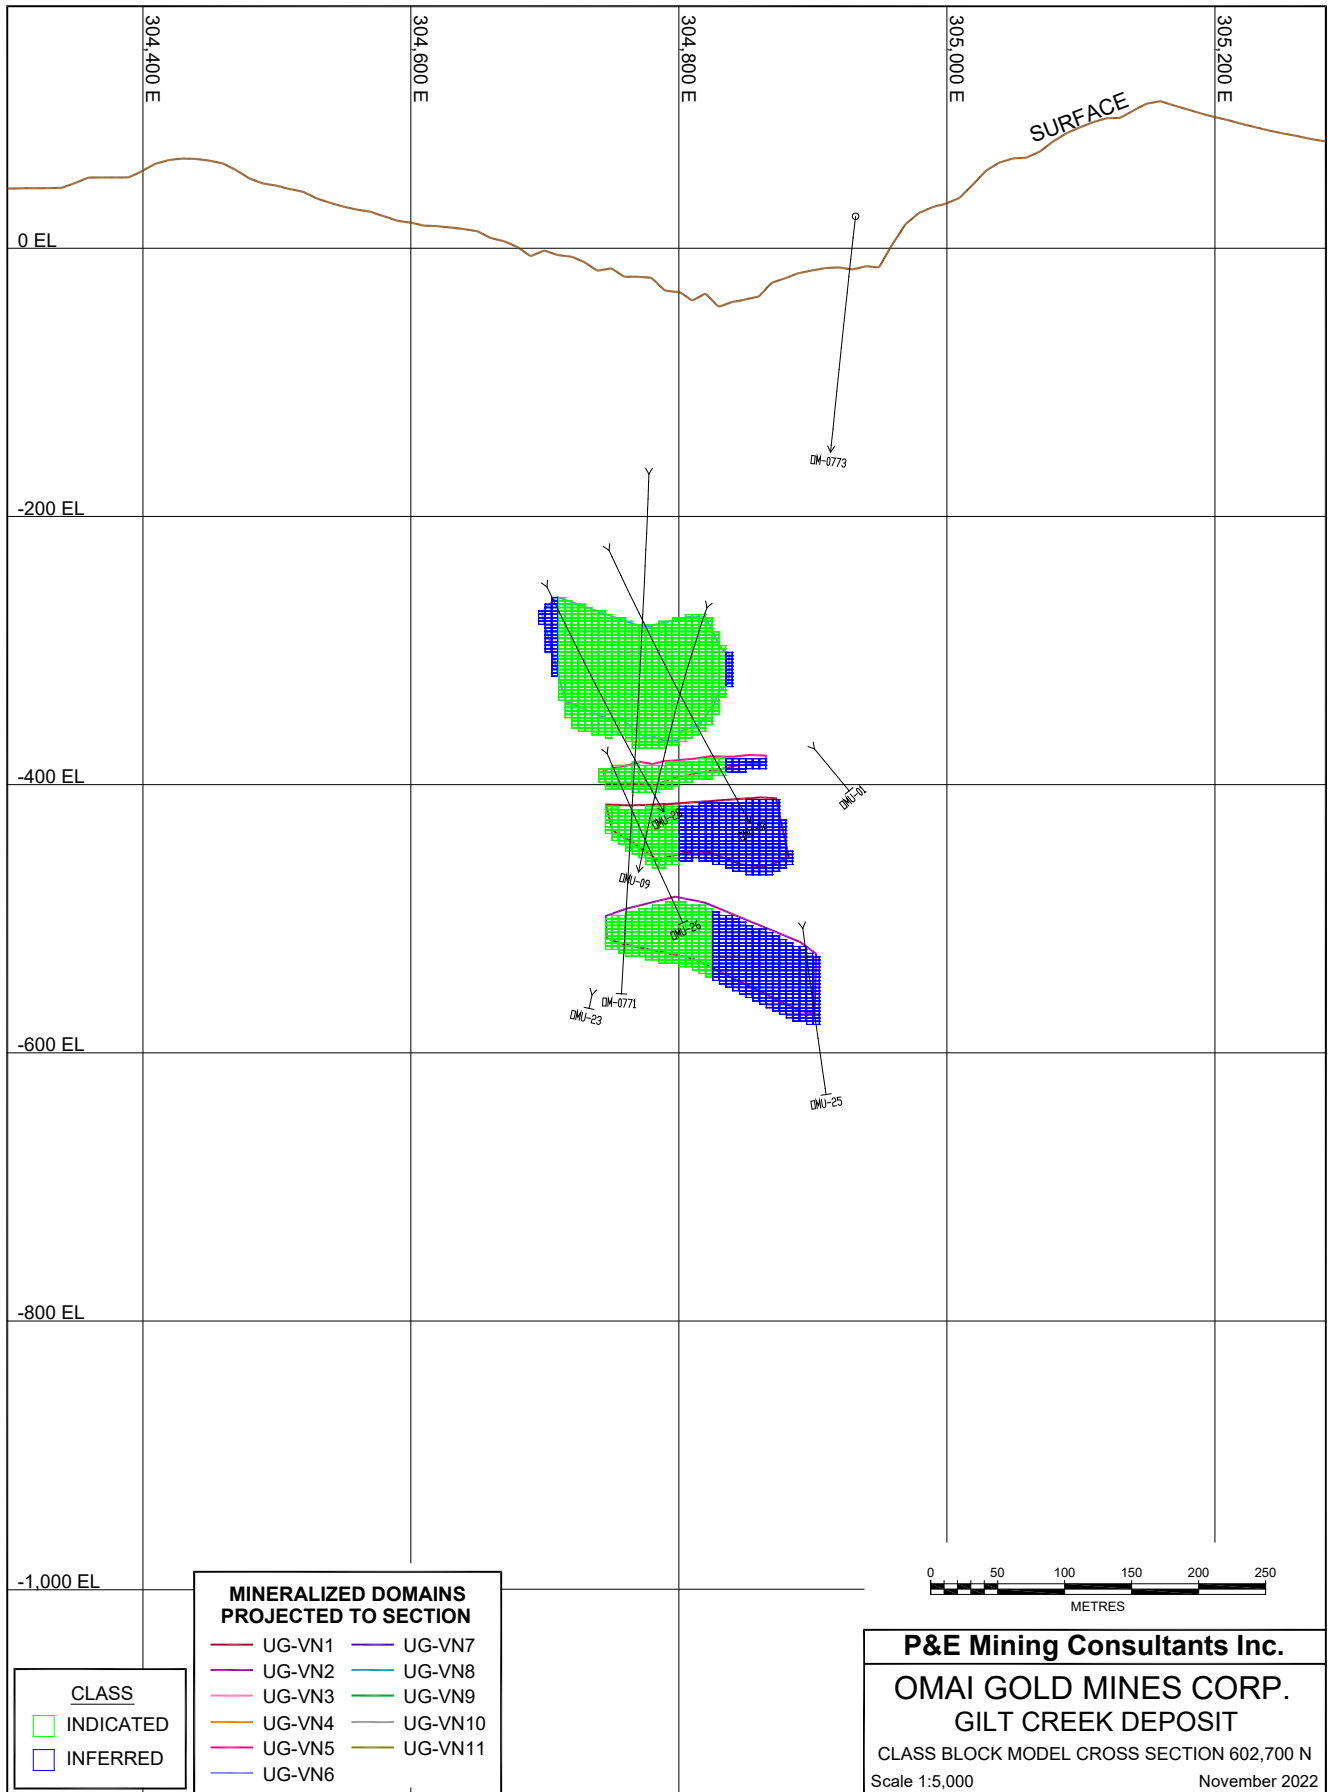 304,400 E
304,600 E
304,800 E
305,000 E
305,200 E
SURFACE
0 EL
OM-0773
-200 EL
-400 EL
OMU-01
OMU-09
OMU-26
OM-0771
OMU-23
-600 EL
OMU-25
-800 EL
-1,000 EL
MINERALIZED DOMAINS
PROJECTED TO SECTION
UG-VN1 UG-VN7
UG-VN2 UG-VN8
UG-VN3 UG-VN9
UG-VN4 UG-VN10
UG-VN5 UG-VN11
UG-VN6
CLASS
INDICATED
INFERRED
0 50 100 150 200 250
METRES
P&E Mining Consultants Inc.
OMAI GOLD MINES CORP.
GILT CREEK DEPOSIT
CLASS BLOCK MODEL CROSS SECTION 602,700 N
Scale 1:5,000 November 2022